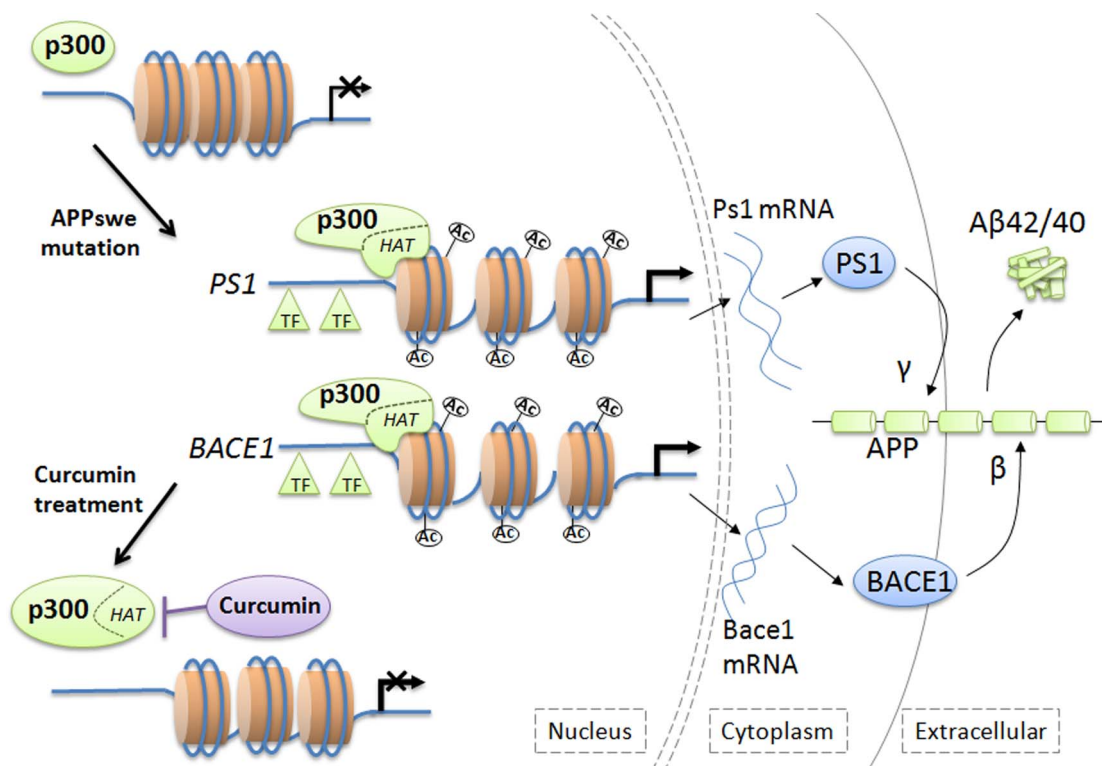 p300
APPswe
mutation
p300
HAT
Ac
Ac
Ac
PS1
TF
TF
Ac
Ac
Ac
p300
HAT
Ac
Ac
Ac
BACE1
TF
TF
Ac
Ac
Ac
Curcumin
treatment
p300
HAT
Curcumin
Ps1 mRNA
PS1
Aβ42/40
γ
APP
β
BACE1
Bace1
mRNA
Nucleus
Cytoplasm
Extracellular